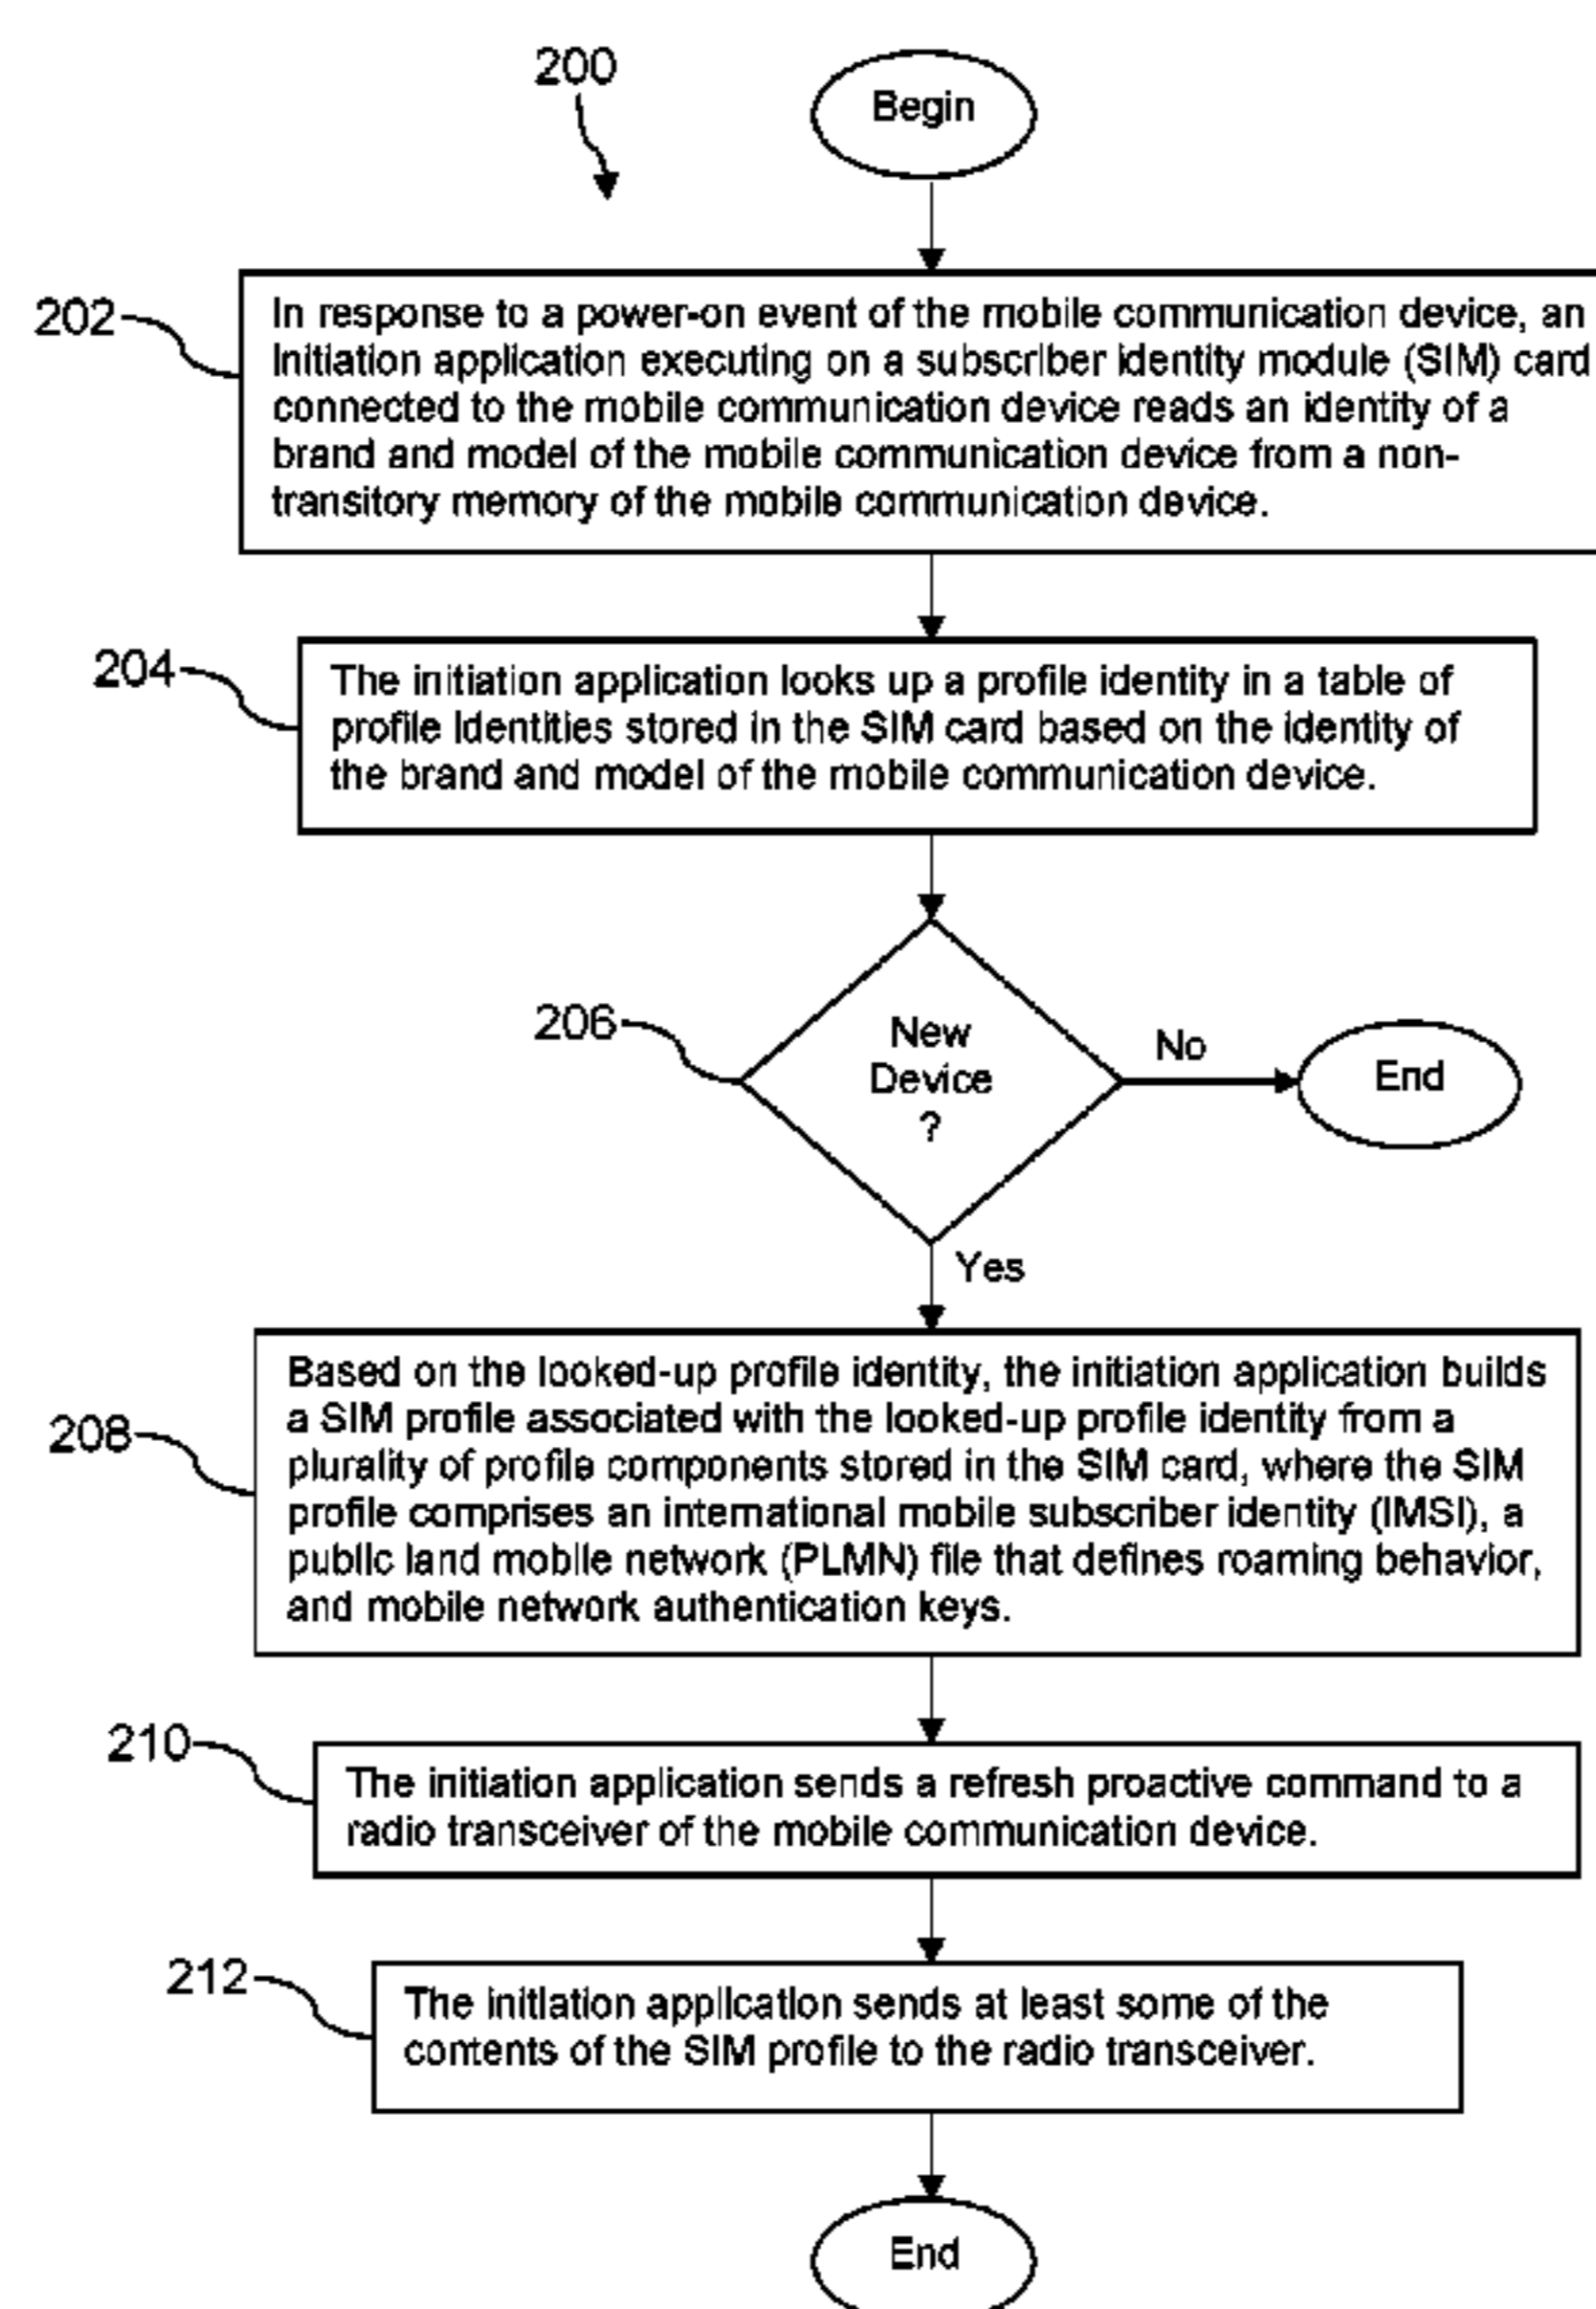 200
Begin
202
In response to a power-on event of the mobile communication device, an
initiation application executing on a subscriber identity module (SIM) card
connected to the mobile communication device reads an identity of a
brand and model of the mobile communication device from a non-
transitory memory of the mobile communication device.
204
The initiation application looks up a profile identity in a table of
profile identities stored in the SIM card based on the identity of
the brand and model of the mobile communication device.
206
New
Device
?
No
End
Yes
208
Based on the looked-up profile identity, the initiation application builds
a SIM profile associated with the looked-up profile identity from a
plurality of profile components stored in the SIM card, where the SIM
profile comprises an international mobile subscriber identity (IMSI), a
public land mobile network (PLMN) file that defines roaming behavior,
and mobile network authentication keys.
210
The initiation application sends a refresh proactive command to a
radio transceiver of the mobile communication device.
212
The initiation application sends at least some of the
contents of the SIM profile to the radio transceiver.
End